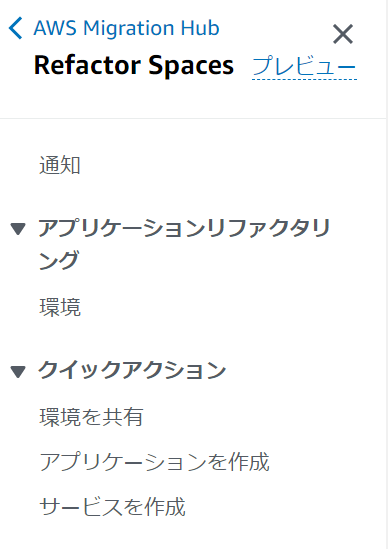 AWS Migration Hub
Refactor Spaces プレビュー
通知
アプリケーションリファクタリ
ング
環境
クイックアクション
環境を共有
アプリケーションを作成
サービスを作成